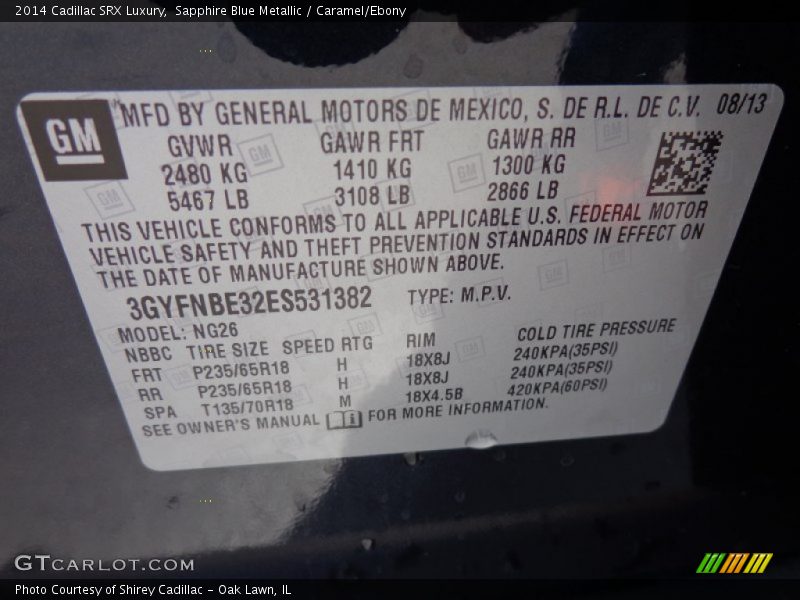 2014 Cadillac SRX Luxury, Sapphire Blue Metallic / Caramel/Ebony
GM MFD BY GENERAL MOTORS DE MEXICO, S. DE R.L. DE C.V. 08/13
GVWR GAWR FRT GAWR RR
2480 KG 1410 KG 1300 KG
5467 LB 3108 LB 2866 LB
THIS VEHICLE CONFORMS TO ALL APPLICABLE U.S. FEDERAL MOTOR
VEHICLE SAFETY AND THEFT PREVENTION STANDARDS IN EFFECT ON
THE DATE OF MANUFACTURE SHOWN ABOVE.
3GYFNBE32ES531382 TYPE: M.P.V.
MODEL: NG26
NBBC TIRE SIZE SPEED RTG RIM COLD TIRE PRESSURE
FRT P235/65R18 H 18X8J 240KPA(35PSI)
RR P235/65R18 H 18X8J 240KPA(35PSI)
SPA T135/70R18 M 18X4.5B 420KPA(60PSI)
SEE OWNER'S MANUAL i FOR MORE INFORMATION.
GTCARLOT.COM
Photo Courtesy of Shirey Cadillac - Oak Lawn, IL